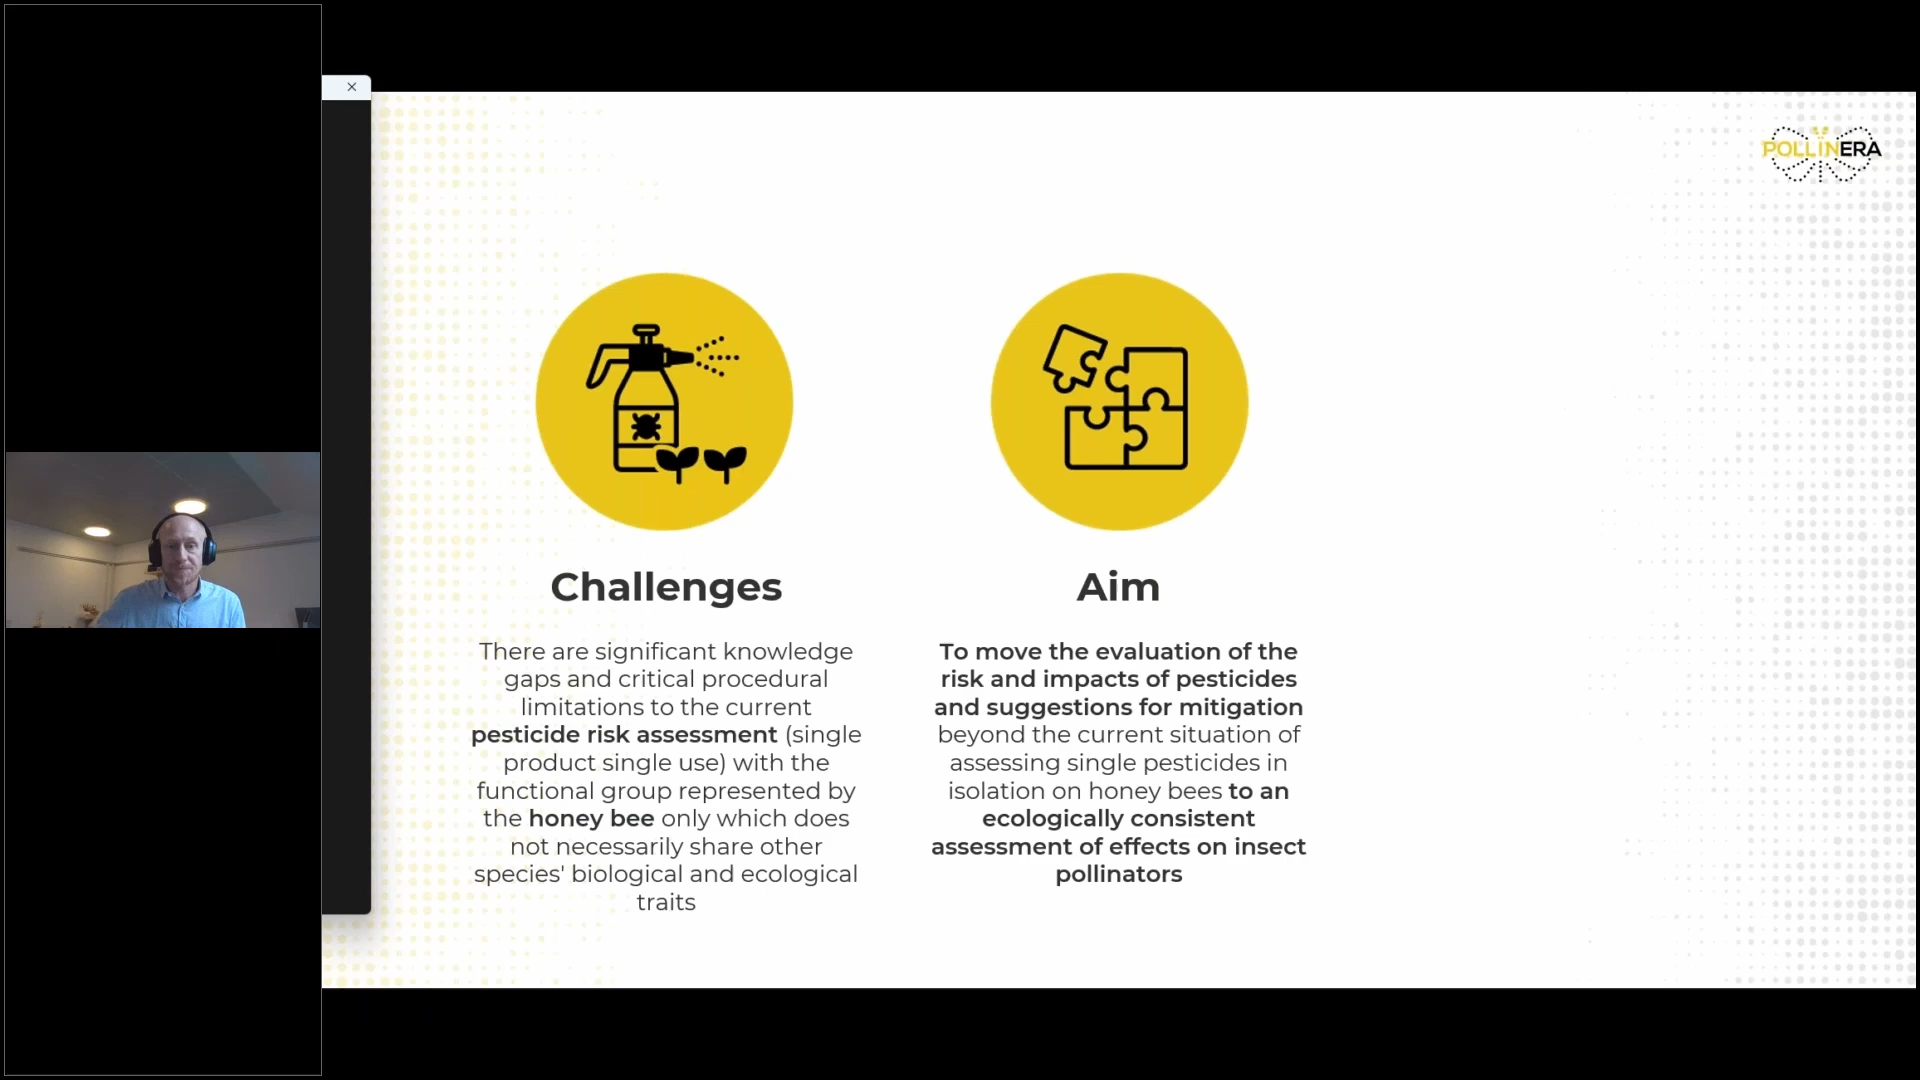 POLLINERA
Challenges
There are significant knowledge
gaps and critical procedural
limitations to the current
pesticide risk assessment (single
product single use) with the
functional group represented by
the honey bee only which does
not necessarily share other
species' biological and ecological
traits
Aim
To move the evaluation of the
risk and impacts of pesticides
and suggestions for mitigation
beyond the current situation of
assessing single pesticides in
isolation on honey bees to an
ecologically consistent
assessment of effects on insect
pollinators